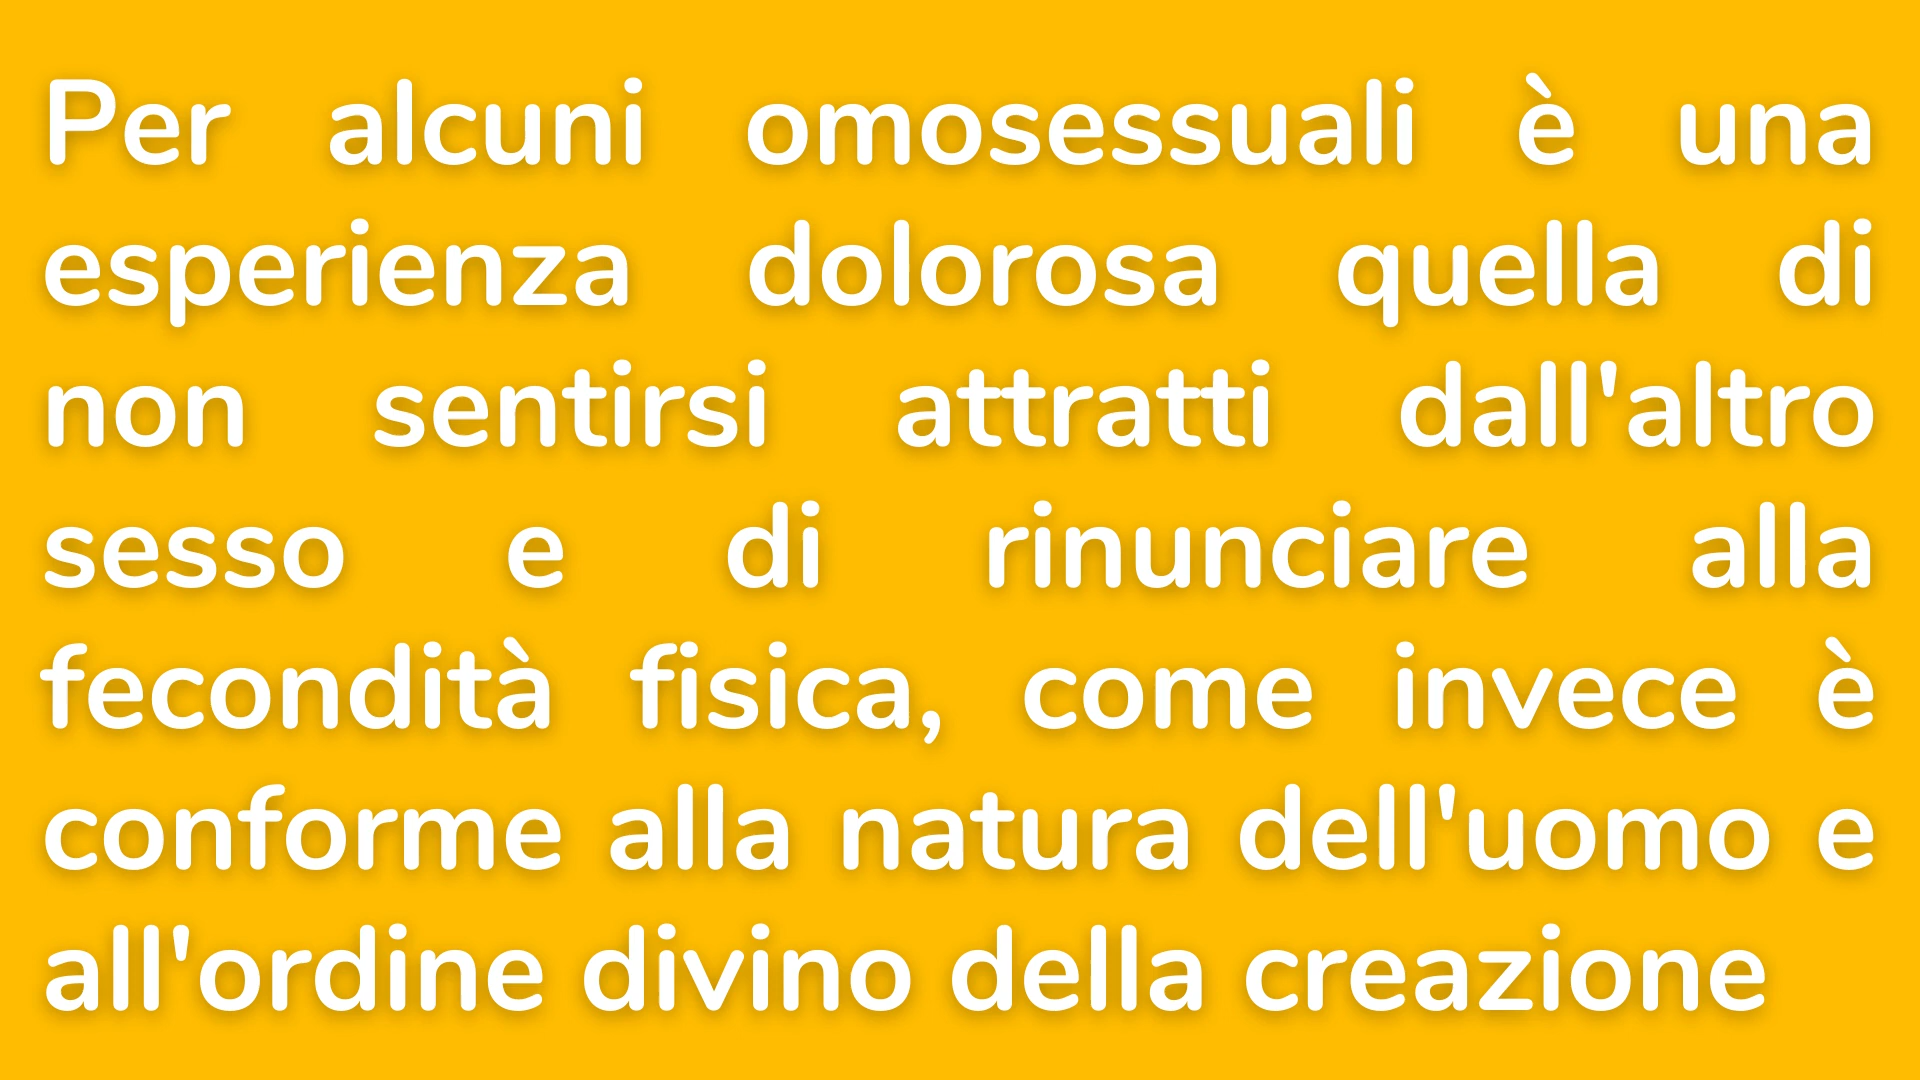 Per alcuni omosessuali è una
esperienza dolorosa quella di
non sentirsi attratti dall'altro
sesso e di rinunciare alla
fecondità fisica, come invece è
conforme alla natura dell'uomo e
all'ordine divino della creazione